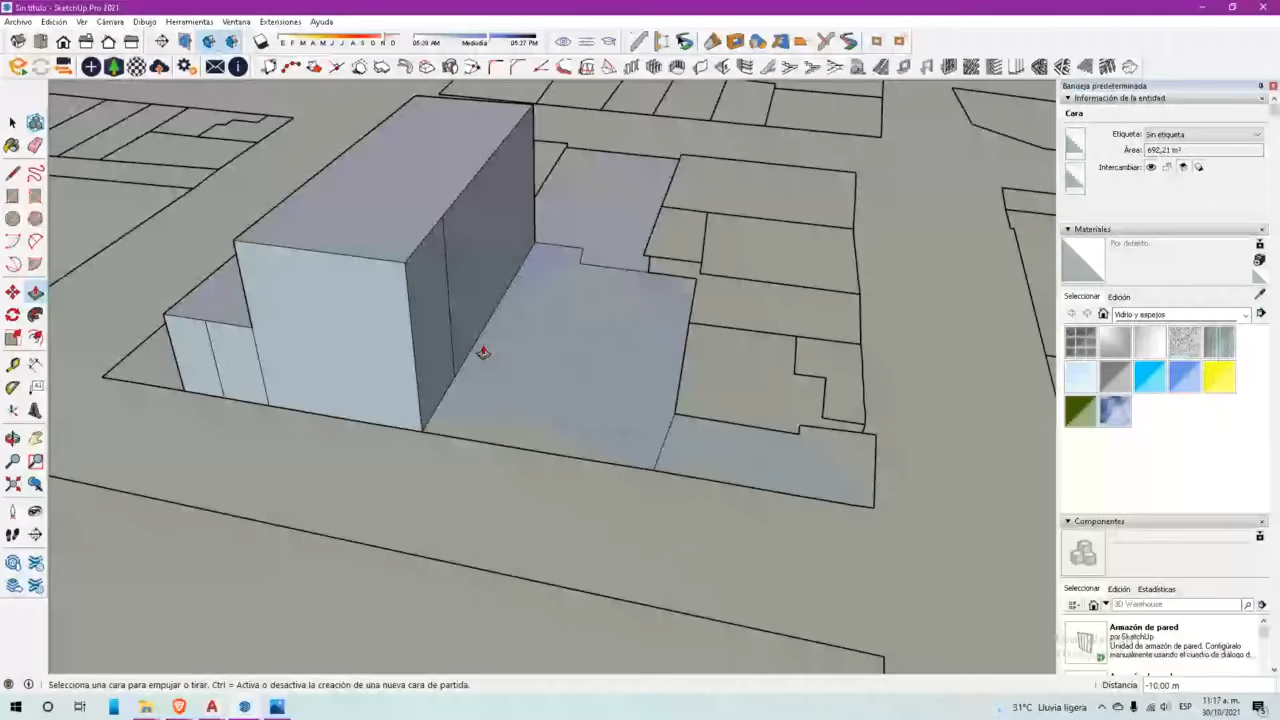 Sin título - SketchUp Pro 2021
Archivo Edición Ver Cámara Dibujo Herramientas Ventana Extensiones Ayuda
E F M A M J J A S O N D
05:39 AM Mediodía 05:27 PM
Bandeja predeterminada
Información de la entidad
Cara
Etiqueta: Sin etiqueta
Área: 692,21 m²
Intercambiar:
Materiales
Por defecto
Seleccionar Edición
Vidrio y espejos
Componentes
Seleccionar Edición Estadísticas
3D Warehouse
Armazón de pared
por SketchUp
Unidad de armazón de pared. Configúralo
manualmente usando el cuadro de diálogo d...
Selecciona una cara para empujar o tirar. Ctrl = Activa o desactiva la creación de una nueva cara de partida.
Distancia -10,00 m
31°C Lluvia ligera
ESP
11:17 a. m.
30/10/2021